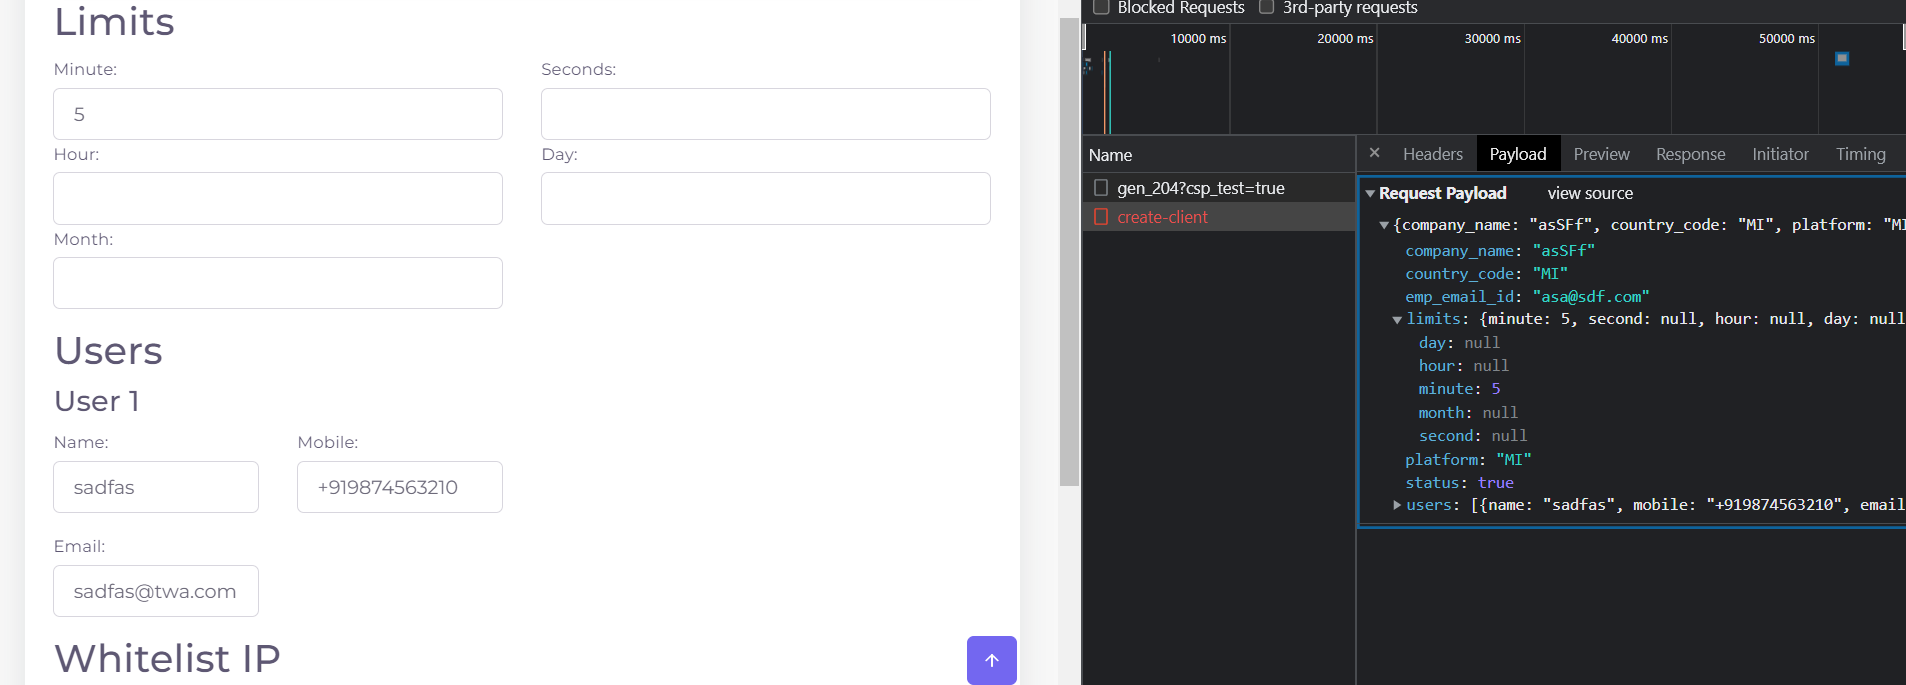 Limits
Minute:
Seconds:
5
Hour:
Day:
Month:
Users
User 1
Name:
Mobile:
sadfas
+919874563210
Email:
sadfas@twa.com
Whitelist IP
Blocked Requests
3rd-party requests
10000 ms
20000 ms
30000 ms
40000 ms
50000 ms
Name
gen_204?csp_test=true
create-client
× Headers Payload Preview Response Initiator Timing
Request Payload view source
{company_name: "asSFf", country_code: "MI", platform: "MI
company_name: "asSFf"
country_code: "MI"
emp_email_id: "asa@sdf.com"
limits: {minute: 5, second: null, hour: null, day: null
day: null
hour: null
minute: 5
month: null
second: null
platform: "MI"
status: true
users: [{name: "sadfas", mobile: "+919874563210", email